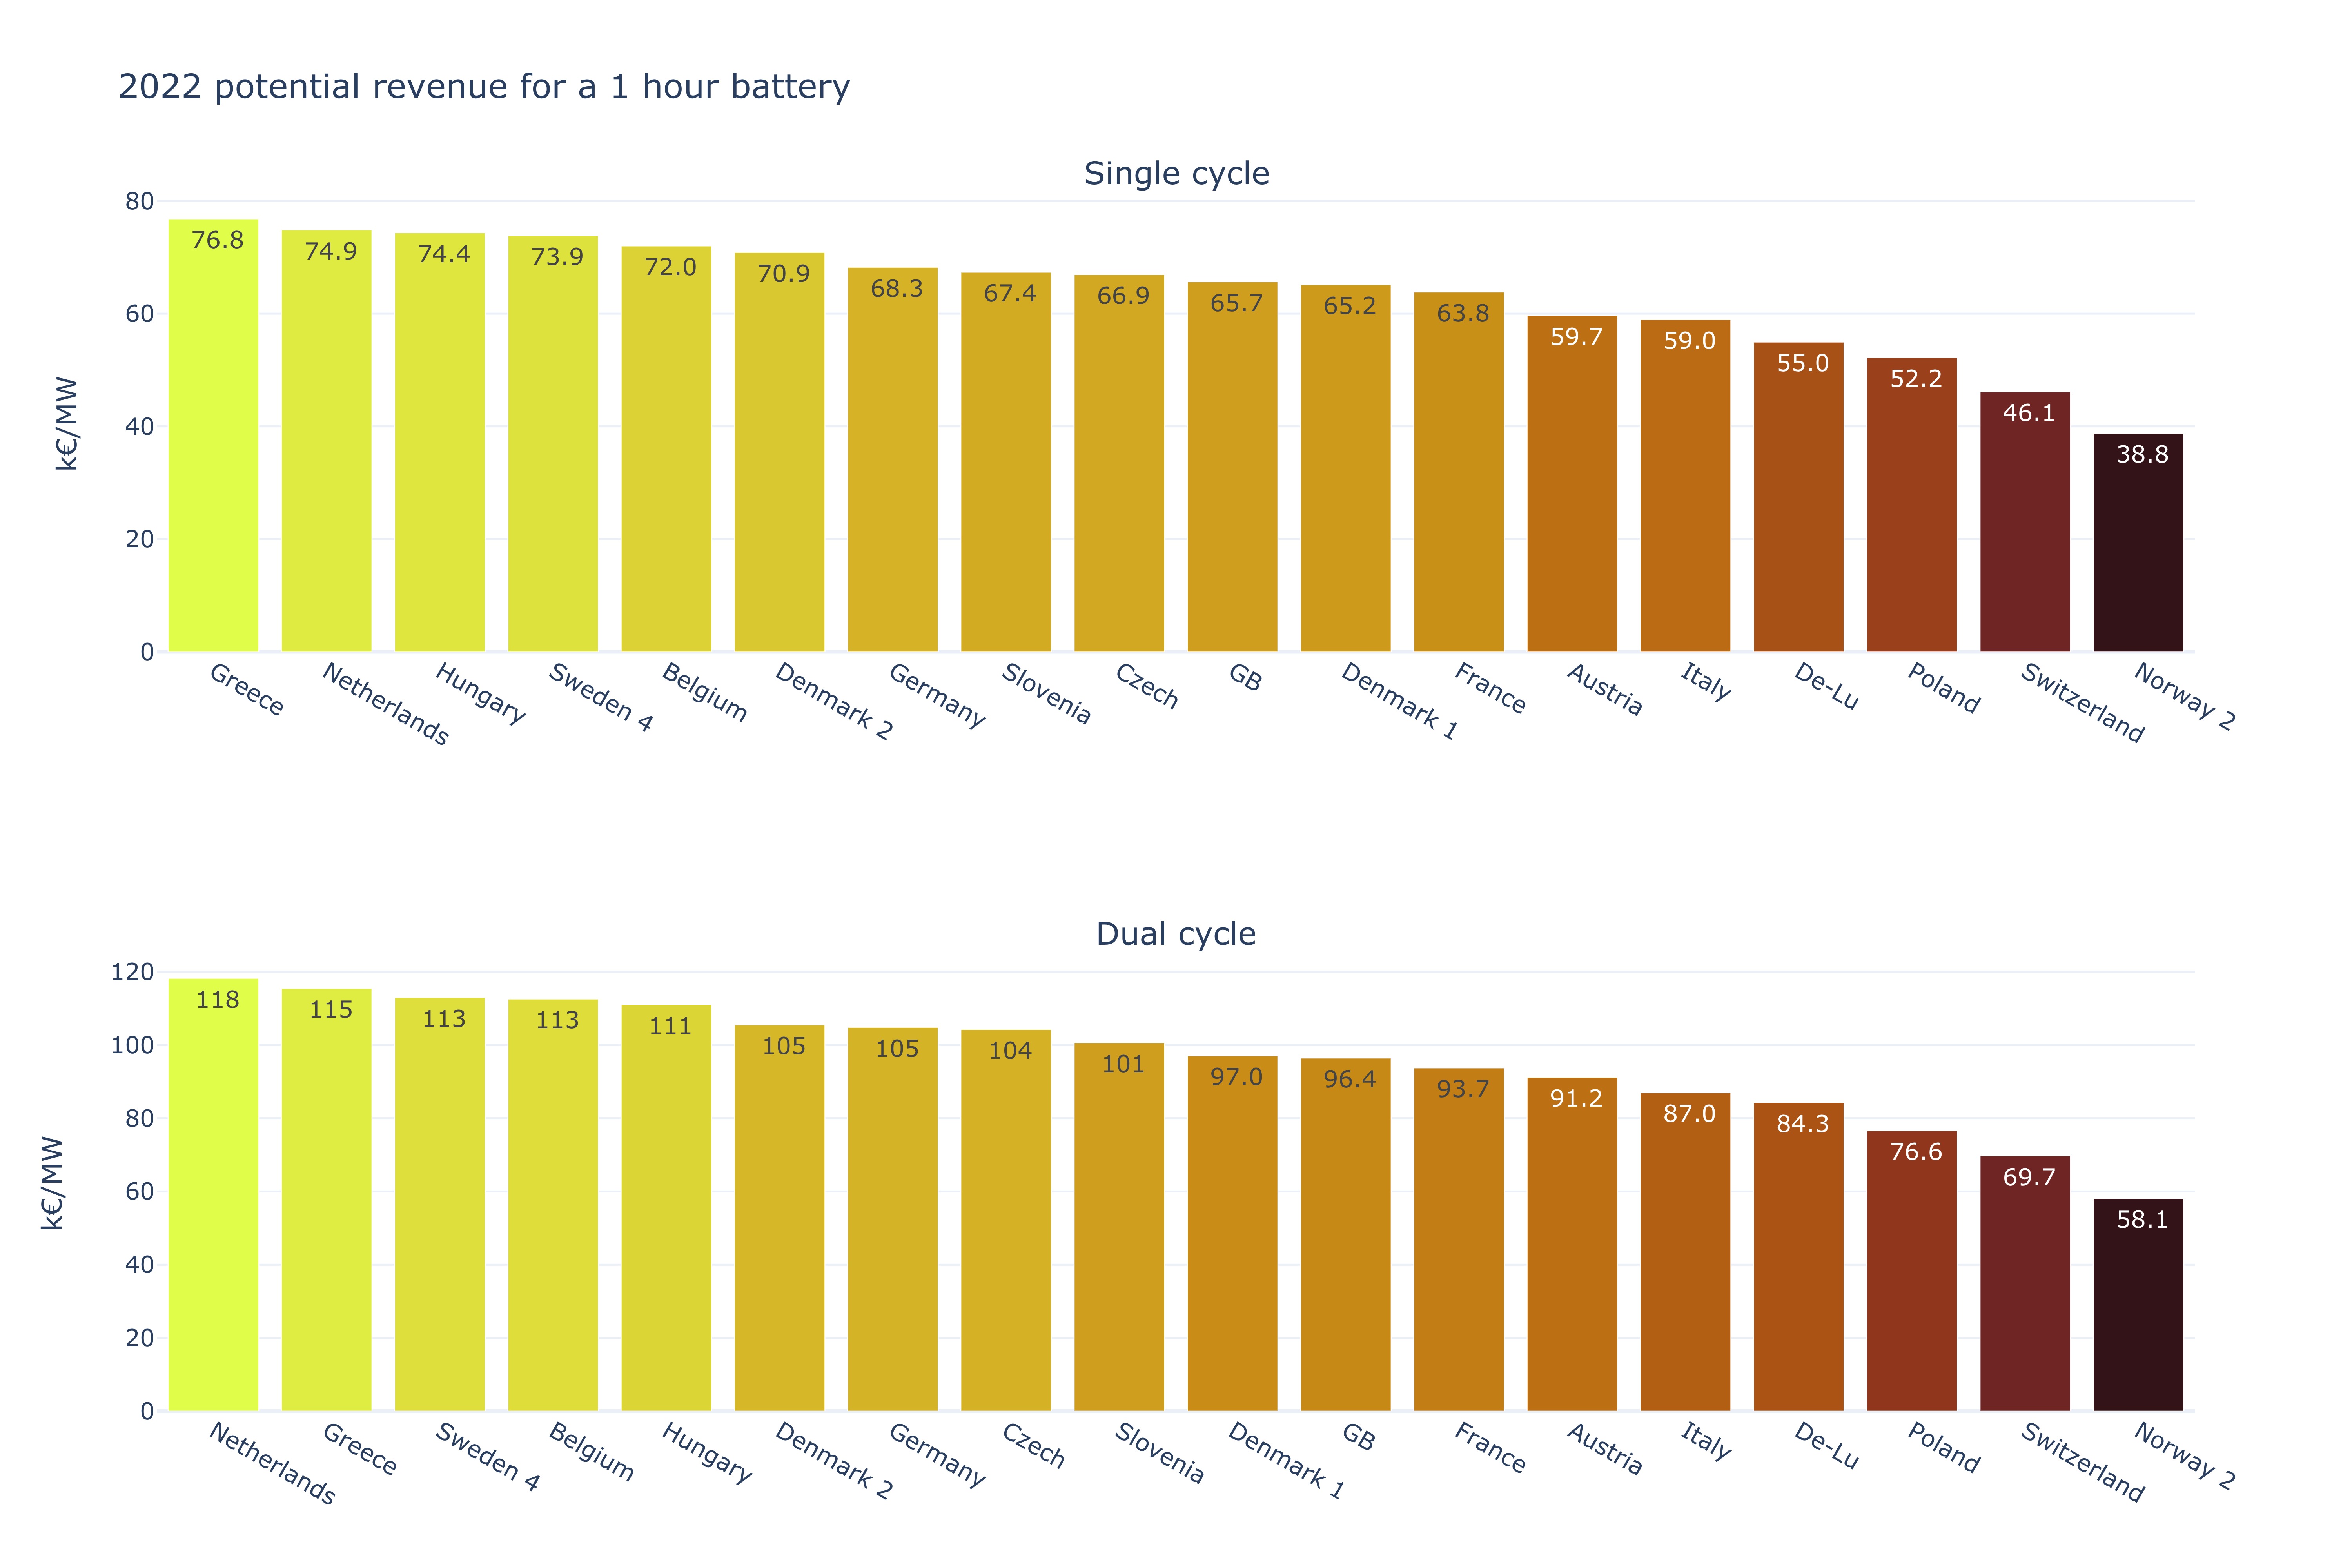 2022 potential revenue for a 1 hour battery
Single cycle
k€/MW
80
60
40
20
0
76.8
74.9
74.4
73.9
72.0
70.9
68.3
67.4
66.9
65.7
65.2
63.8
59.7
59.0
55.0
52.2
46.1
38.8
Greece
Netherlands
Hungary
Sweden 4
Belgium
Denmark 2
Germany
Slovenia
Czech
GB
Denmark 1
France
Austria
Italy
De-Lu
Poland
Switzerland
Norway 2
Dual cycle
k€/MW
120
100
80
60
40
20
0
118
115
113
113
111
105
105
104
101
97.0
96.4
93.7
91.2
87.0
84.3
76.6
69.7
58.1
Netherlands
Greece
Sweden 4
Belgium
Hungary
Denmark 2
Germany
Czech
Slovenia
Denmark 1
GB
France
Austria
Italy
De-Lu
Poland
Switzerland
Norway 2